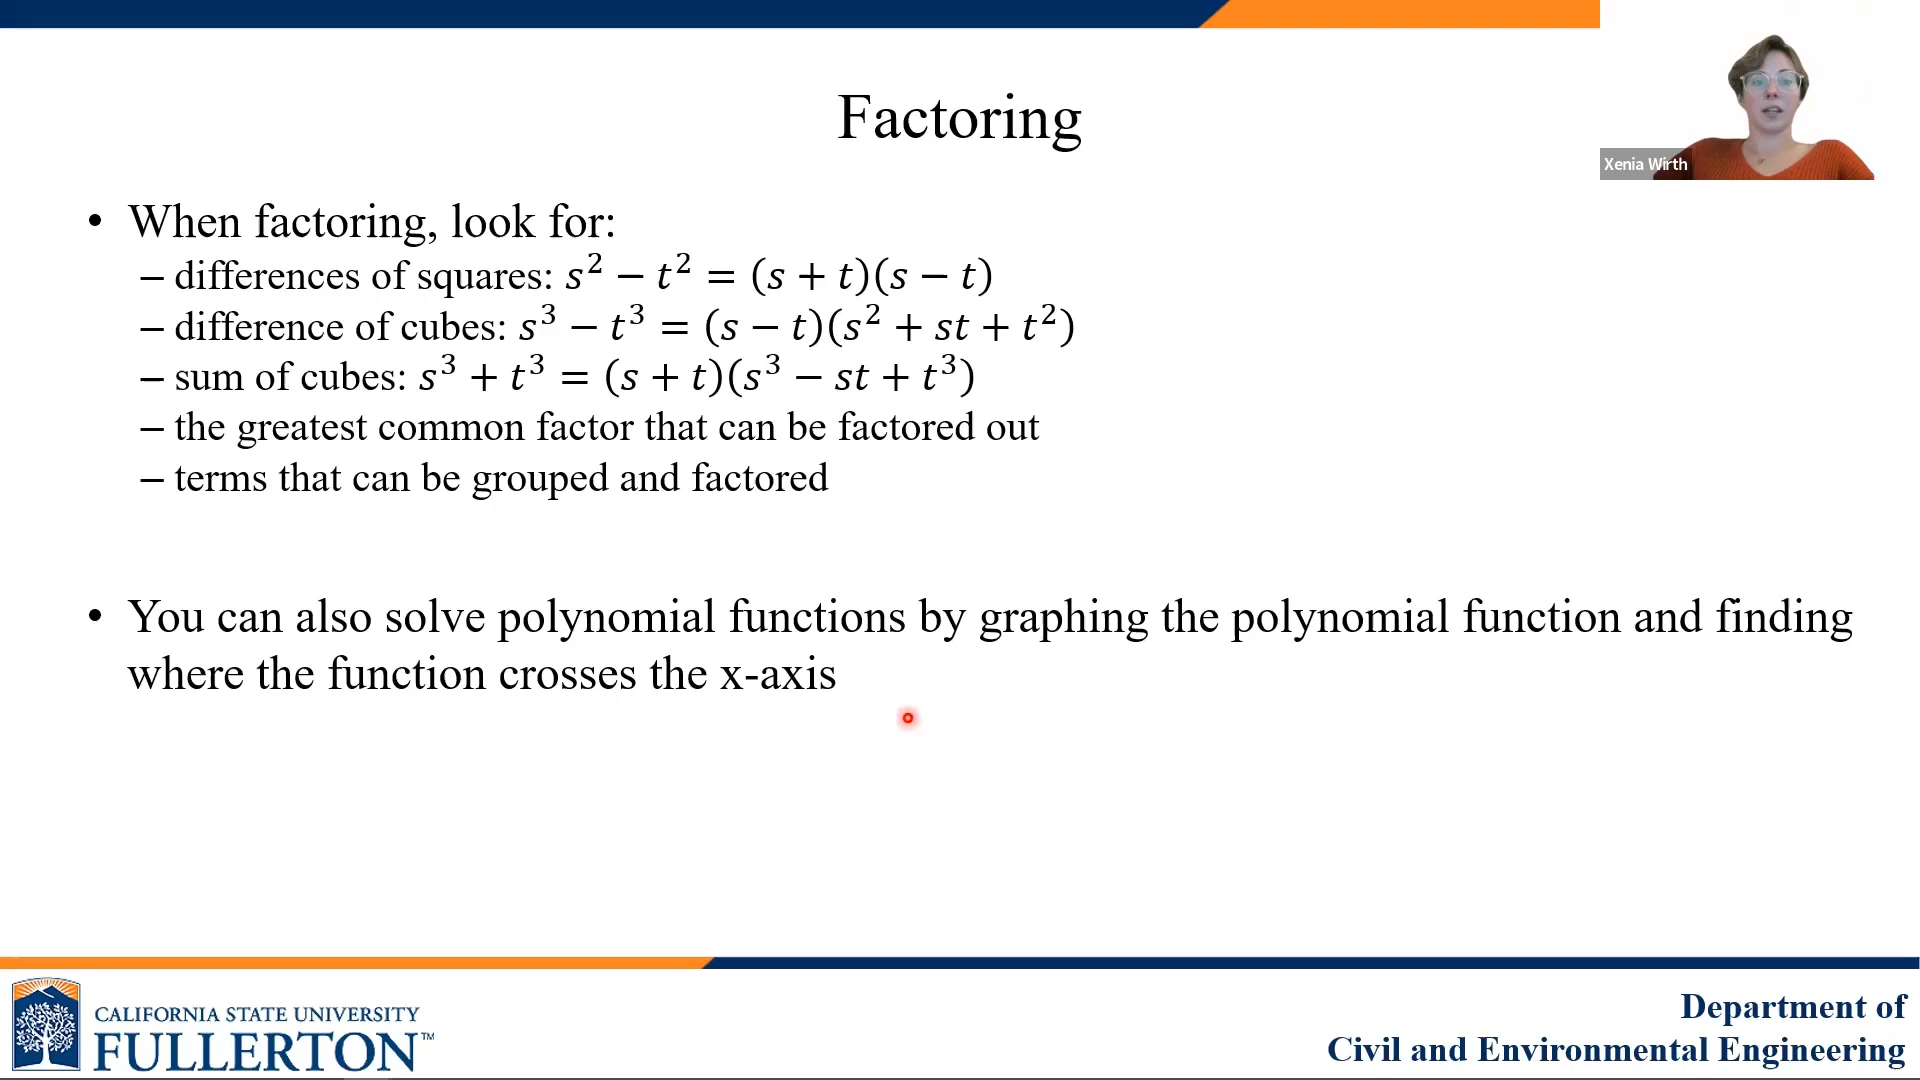 Factoring
Xenia Wirth
• When factoring, look for:
– differences of squares: s² − t² = (s + t)(s − t)
– difference of cubes: s³ − t³ = (s − t)(s² + st + t²)
– sum of cubes: s³ + t³ = (s + t)(s³ − st + t³)
– the greatest common factor that can be factored out
– terms that can be grouped and factored
• You can also solve polynomial functions by graphing the polynomial function and finding
where the function crosses the x-axis
CALIFORNIA STATE UNIVERSITY
FULLERTON™
Department of
Civil and Environmental Engineering